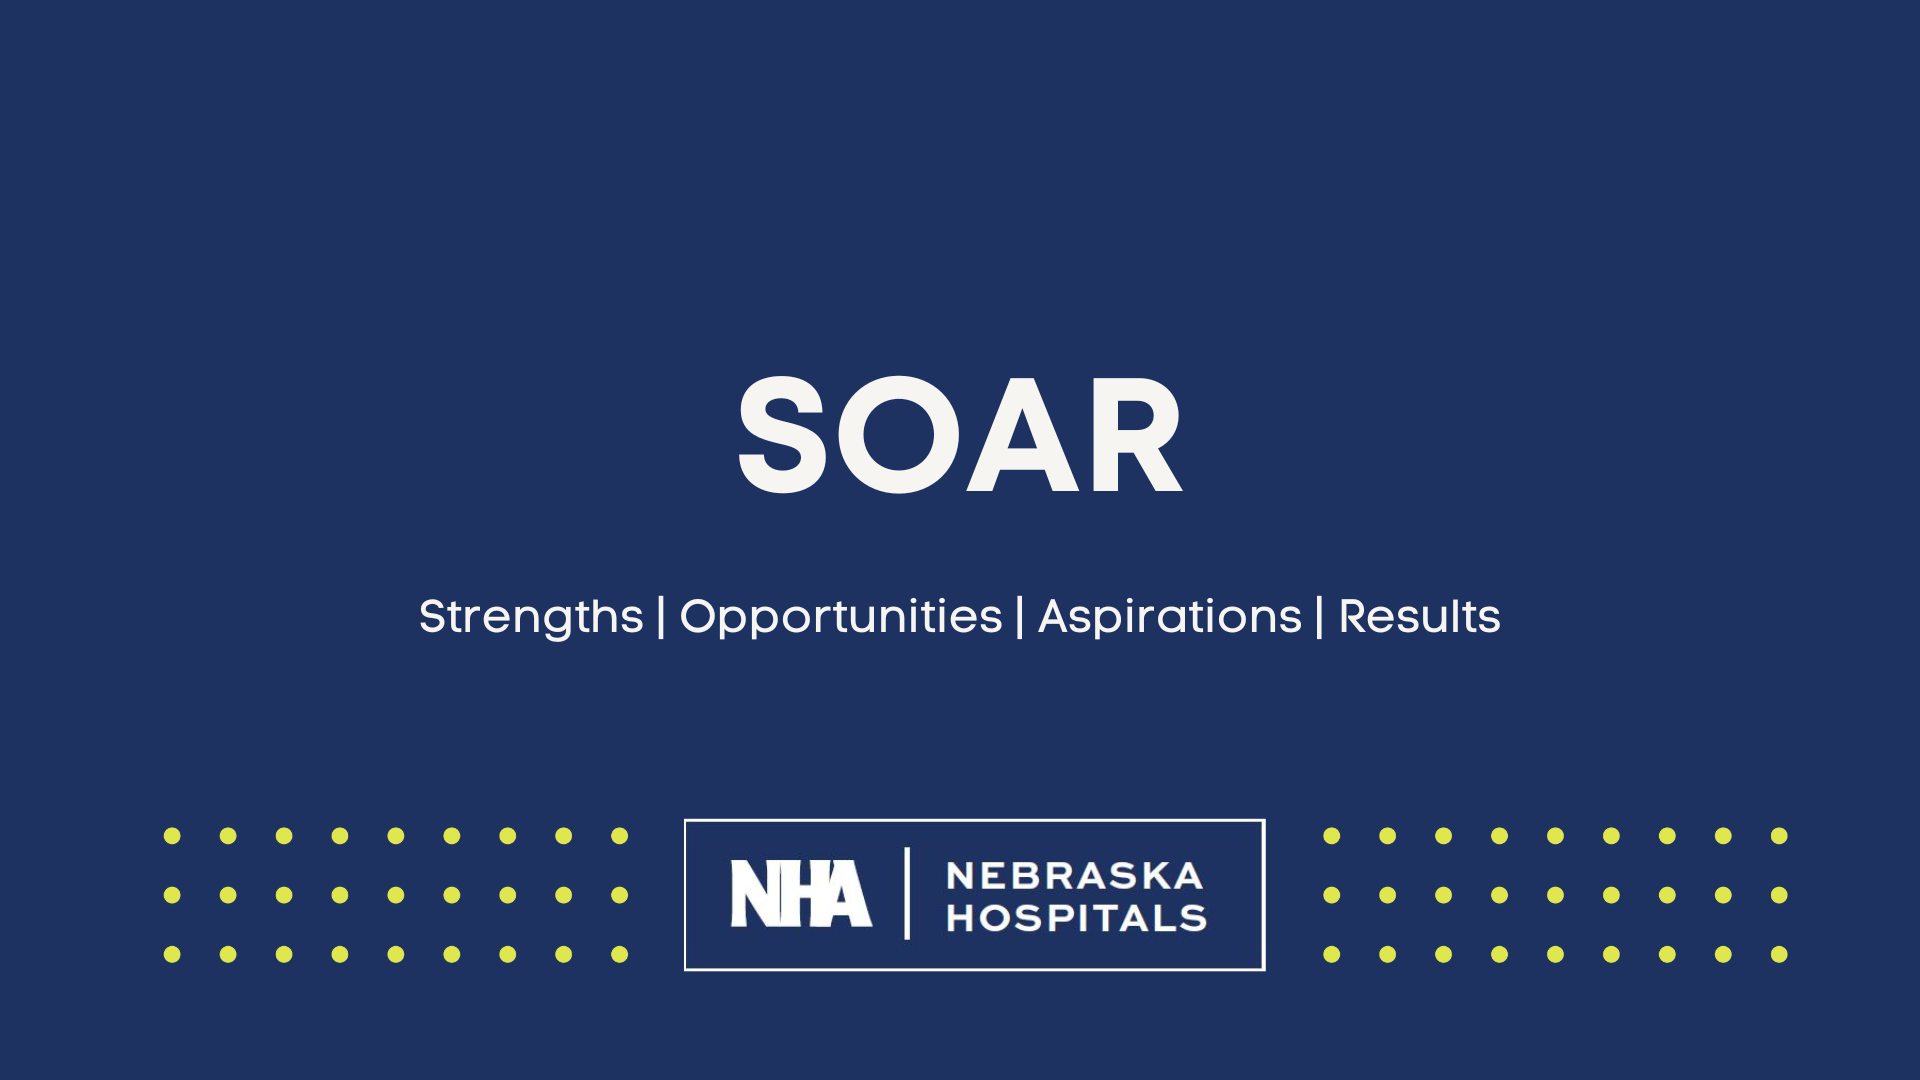 SOAR
Strengths | Opportunities | Aspirations | Results
NHA | NEBRASKA
HOSPITALS